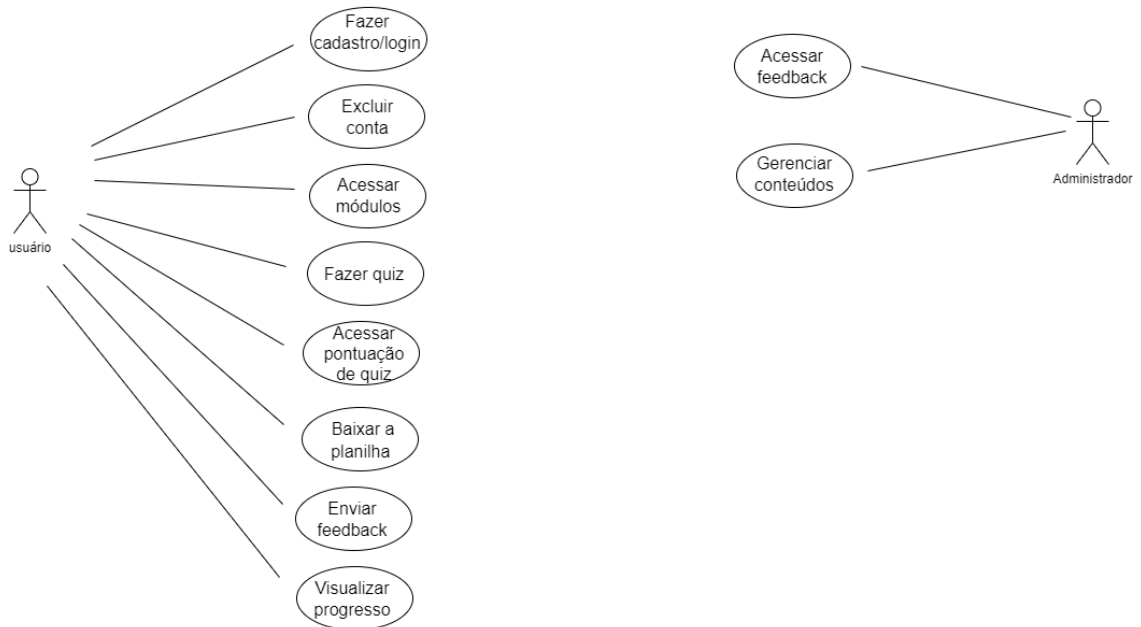 Fazer
cadastro/login
Excluir
conta
Acessar
módulos
Fazer quiz
Acessar
pontuação
de quiz
Baixar a
planilha
Enviar
feedback
Visualizar
progresso
usuário
Acessar
feedback
Gerenciar
conteúdos
Administrador